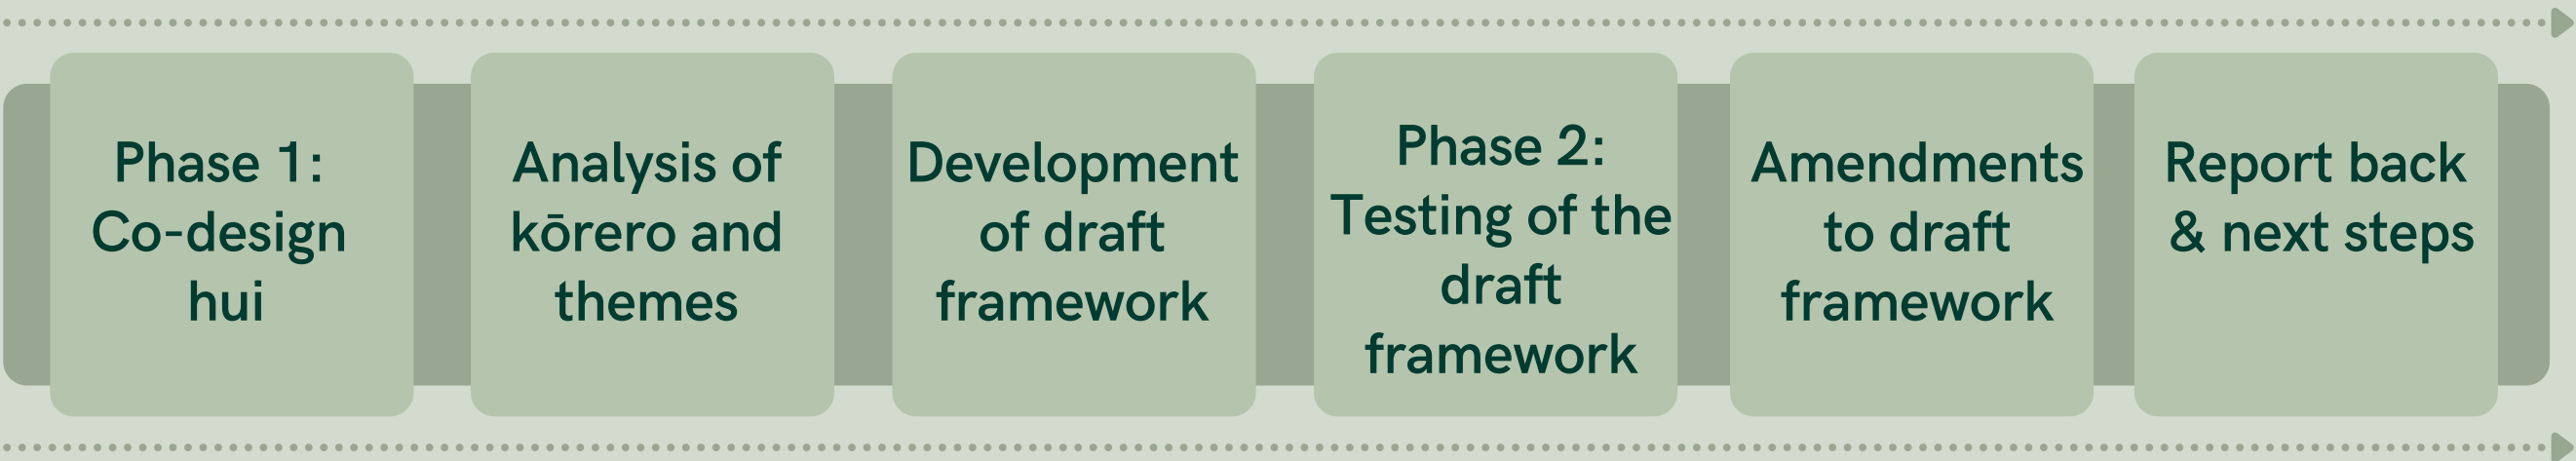 Phase 1:
Co-design
hui
Analysis of
kōrero and
themes
Development
of draft
framework
Phase 2:
Testing of the
draft
framework
Amendments
to draft
framework
Report back
& next steps